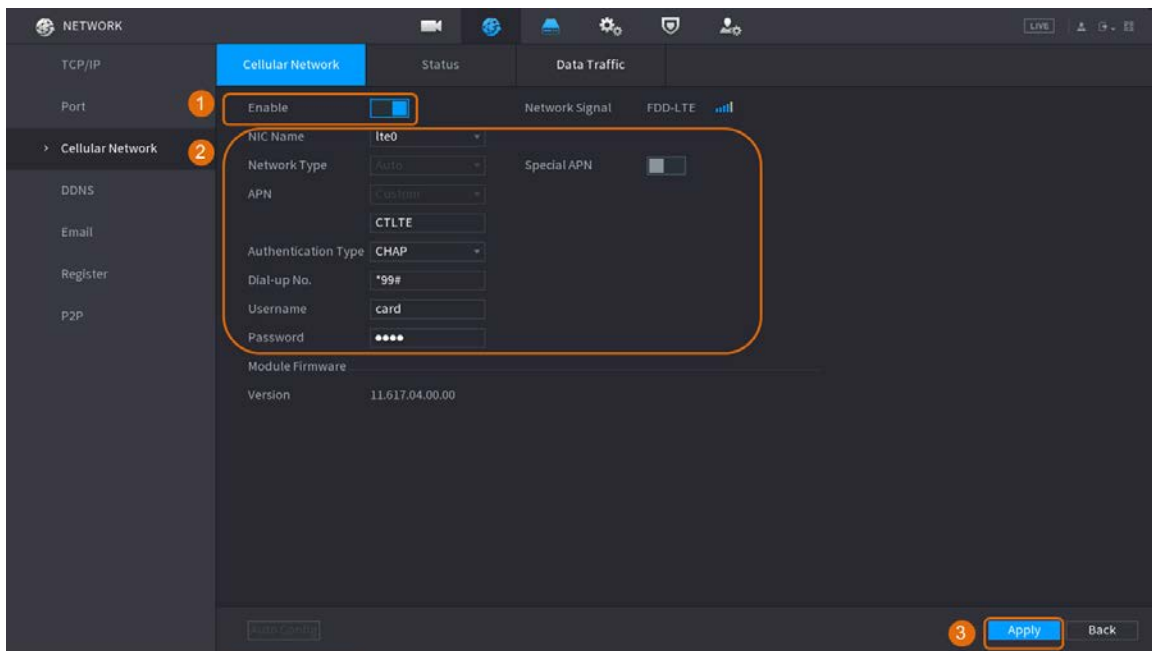 NETWORK
LIVE
TCP/IP
Port
Cellular Network
DDNS
Email
Register
P2P
Cellular Network Status Data Traffic
1
Enable Network Signal FDD-LTE
2
NIC Name lte0
Network Type Auto Special APN
APN Custom
CTLTE
Authentication Type CHAP
Dial-up No. *99#
Username card
Password ●●●●
Module Firmware
Version 11.617.04.00.00
Auto Config
3
Apply Back